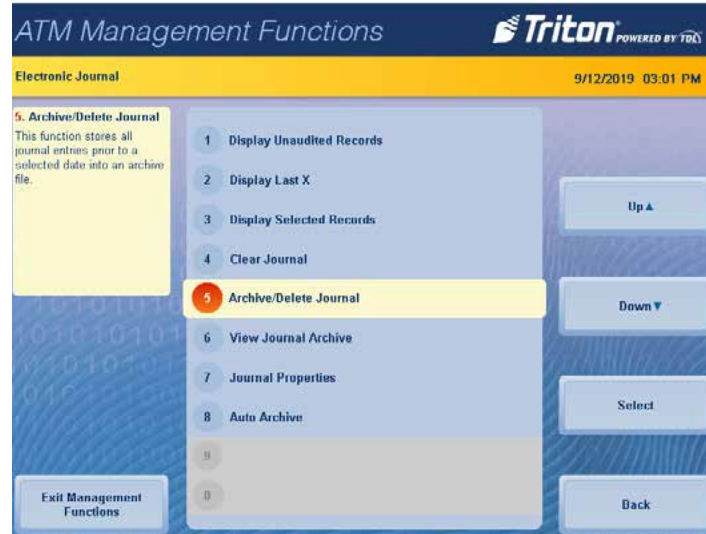 ATM Management Functions
Triton POWERED BY TDL
Electronic Journal
9/12/2019 03:01 PM
5. Archive/Delete Journal
This function stores all
journal entries prior to a
selected date into an archive
file.
1 Display Unaudited Records
2 Display Last X
3 Display Selected Records
4 Clear Journal
5 Archive/Delete Journal
6 View Journal Archive
7 Journal Properties
8 Auto Archive
9
0
Up▲
Down▼
Select
Back
Exit Management
Functions